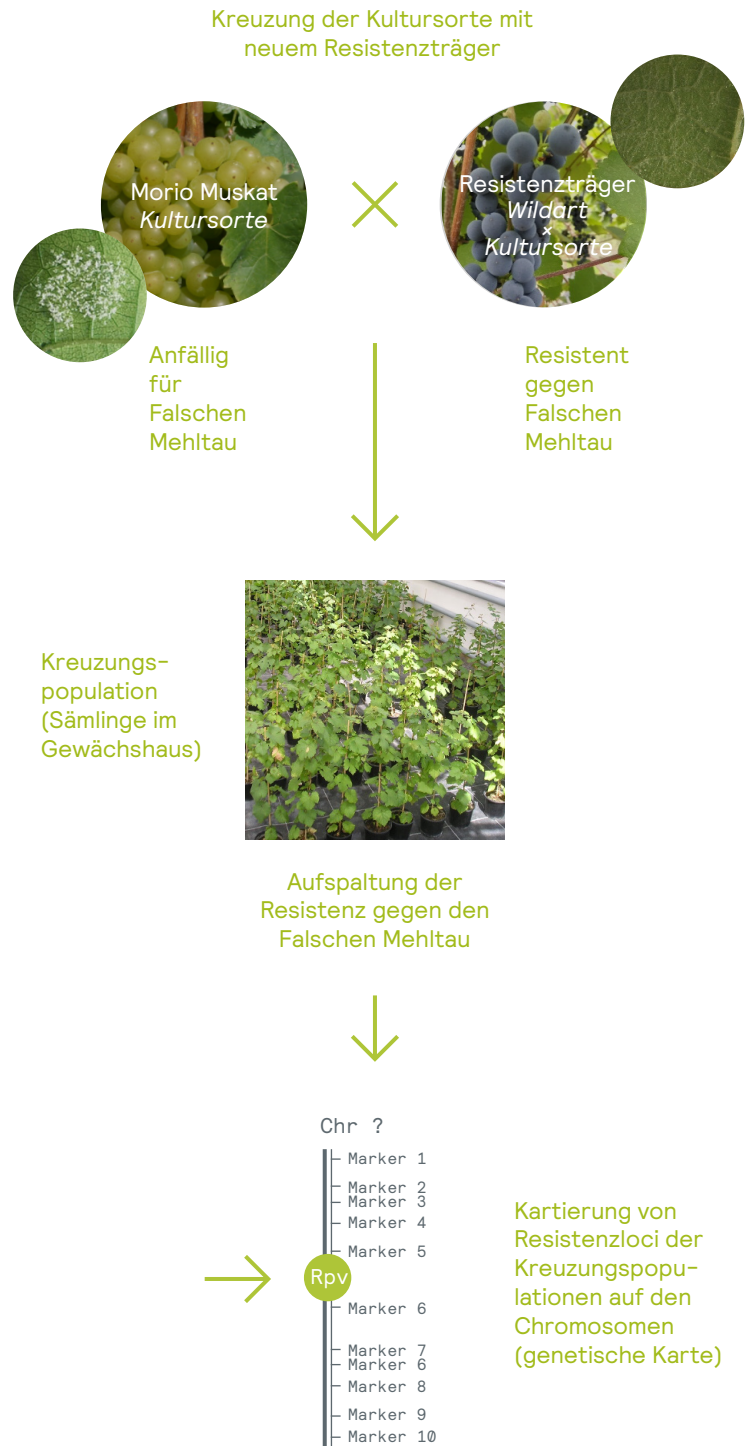 Kreuzung der Kultursorte mit
neuem Resistenzträger
Morio Muskat
Kultursorte
Resistenzträger
Wildart
×
Kultursorte
Anfällig
für
Falschen
Mehltau
Resistent
gegen
Falschen
Mehltau
Kreuzungs-
population
(Sämlinge im
Gewächshaus)
Aufspaltung der
Resistenz gegen den
Falschen Mehltau
Chr ?
Marker 1
Marker 2
Marker 3
Marker 4
Marker 5
Rpv
Marker 6
Marker 7
Marker 6
Marker 8
Marker 9
Marker 10
Kartierung von
Resistenzloci der
Kreuzungspopu-
lationen auf den
Chromosomen
(genetische Karte)